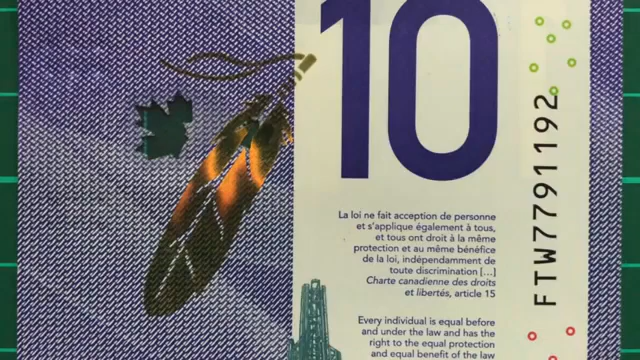 10
La loi ne fait acception de personne
et s'applique également à tous,
et tous ont droit à la même
protection et au même bénéfice
de la loi, indépendamment de
toute discrimination [...]
Charte canadienne des droits
et libertés, article 15
Every individual is equal before
and under the law and has the
right to the equal protection
and equal benefit of the law
FTW7791192